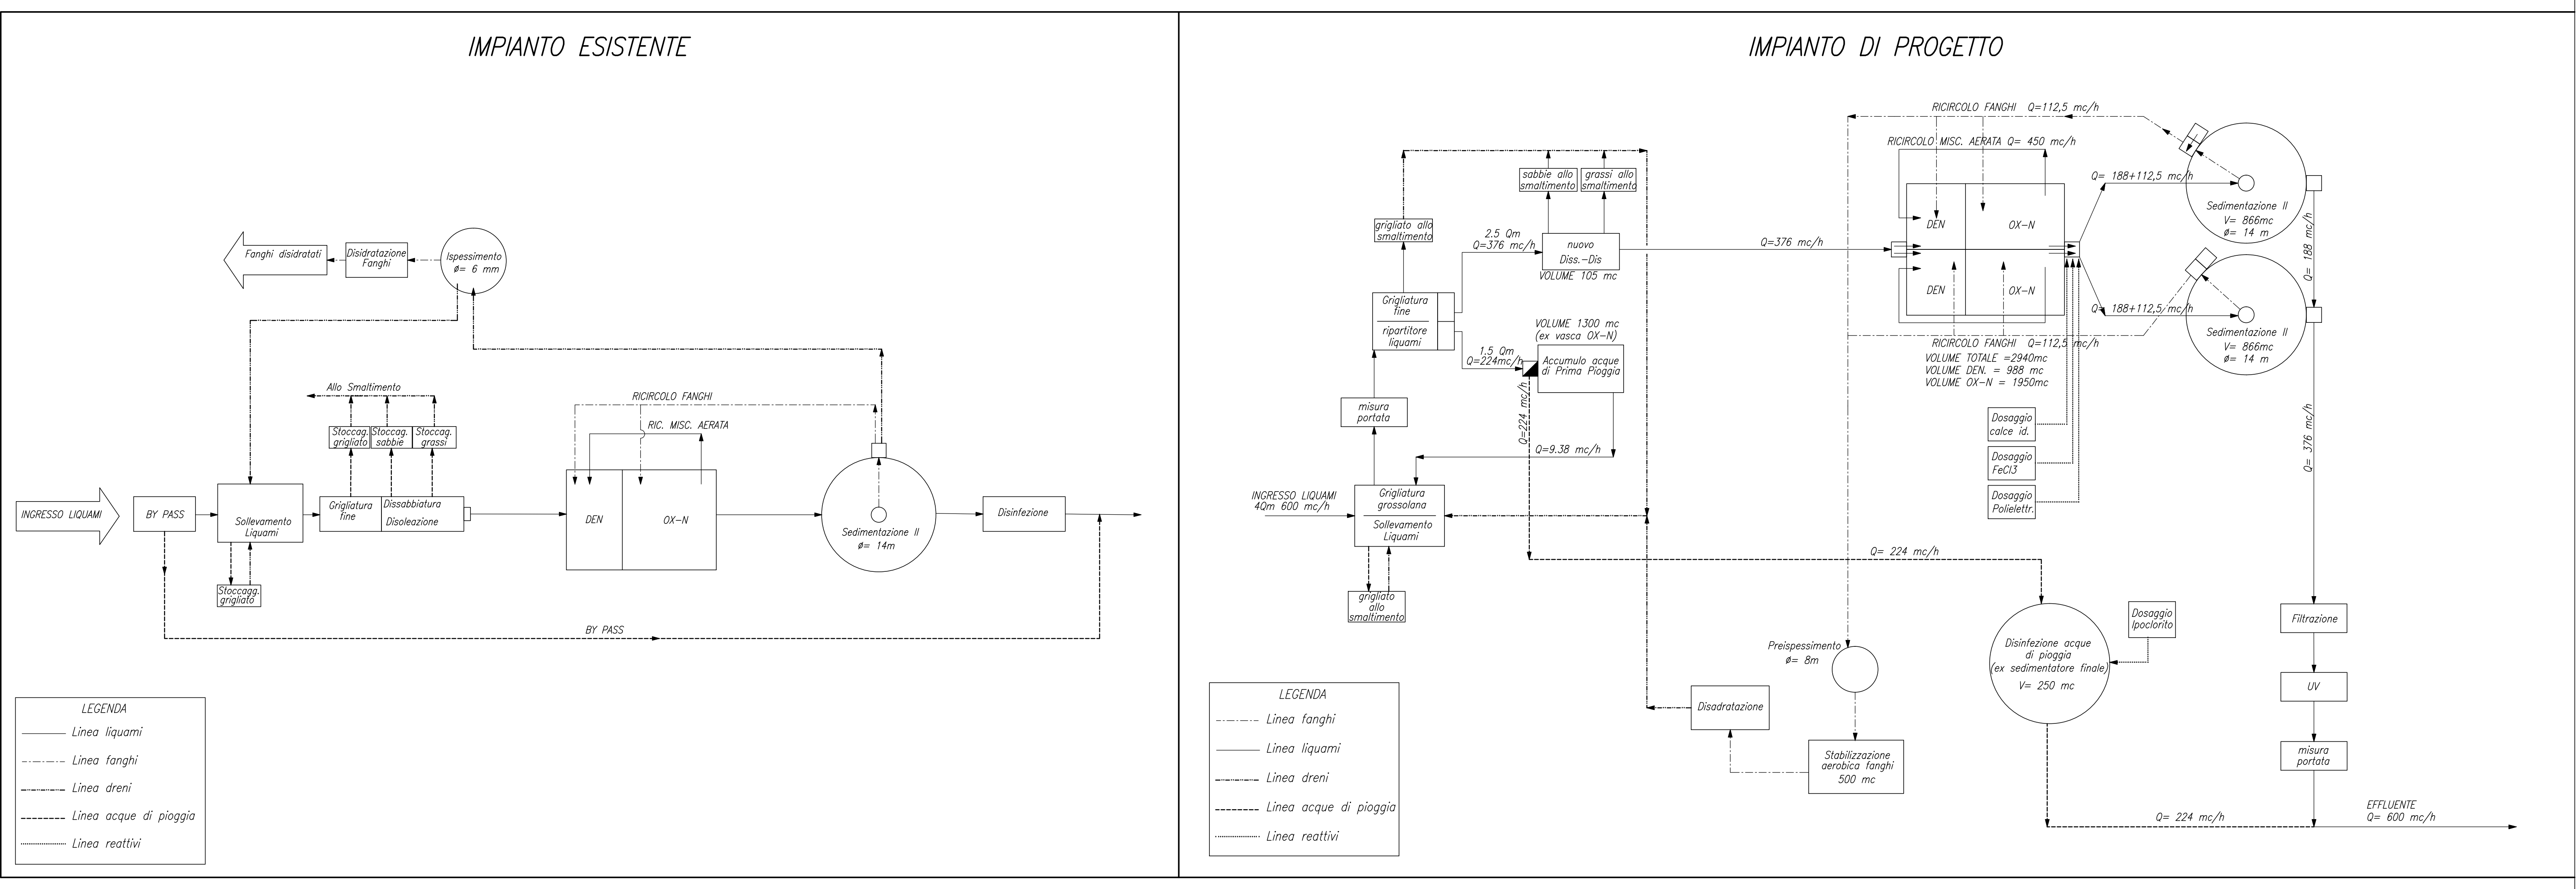 IMPIANTO ESISTENTE
Fanghi disidratati
Disidratazione
Fanghi
Ispessimento
ø= 6 mm
Allo Smaltimento
Stoccag.
grigliato
Stoccag.
sabbie
Stoccag.
grassi
RICIRCOLO FANGHI
RIC. MISC. AERATA
INGRESSO LIQUAMI
BY PASS
Sollevamento
Liquami
Grigliatura
fine
Dissabbiatura
Disoleazione
DEN
OX-N
Sedimentazione II
ø= 14m
Disinfezione
Stoccagg.
grigliato
BY PASS
LEGENDA
Linea liquami
Linea fanghi
Linea dreni
Linea acque di pioggia
Linea reattivi
IMPIANTO DI PROGETTO
RICIRCOLO FANGHI Q=112,5 mc/h
RICIRCOLO MISC. AERATA Q= 450 mc/h
Q= 188+112,5 mc/h
Sedimentazione II
V= 866mc
ø= 14 m
Q= 188 mc/h
sabbie allo
smaltimento
grassi allo
smaltimento
grigliato allo
smaltimento
2.5 Qm
Q=376 mc/h
nuovo
Diss.-Dis
VOLUME 105 mc
Q=376 mc/h
DEN
OX-N
DEN
OX-N
Q= 188+112,5 mc/h
Sedimentazione II
V= 866mc
ø= 14 m
Grigliatura
fine
ripartitore
liquami
VOLUME 1300 mc
(ex vasca OX-N)
1.5 Qm
Q=224mc/h
Accumulo acque
di Prima Pioggia
RICIRCOLO FANGHI Q=112,5 mc/h
VOLUME TOTALE =2940mc
VOLUME DEN. = 988 mc
VOLUME OX-N = 1950mc
misura
portata
Q=224 mc/h
Q=9.38 mc/h
Dosaggio
calce id.
Dosaggio
FeCl3
Dosaggio
Polielettr.
Q= 376 mc/h
INGRESSO LIQUAMI
4Qm 600 mc/h
Grigliatura
grossolana
Sollevamento
Liquami
Q= 224 mc/h
grigliato
allo
smaltimento
Preispessimento
ø= 8m
Disinfezione acque
di pioggia
(ex sedimentatore finale)
V= 250 mc
Dosaggio
Ipoclorito
Filtrazione
UV
misura
portata
Disadratazione
Stabilizzazione
aerobica fanghi
500 mc
Q= 224 mc/h
EFFLUENTE
Q= 600 mc/h
LEGENDA
Linea fanghi
Linea liquami
Linea dreni
Linea acque di pioggia
Linea reattivi